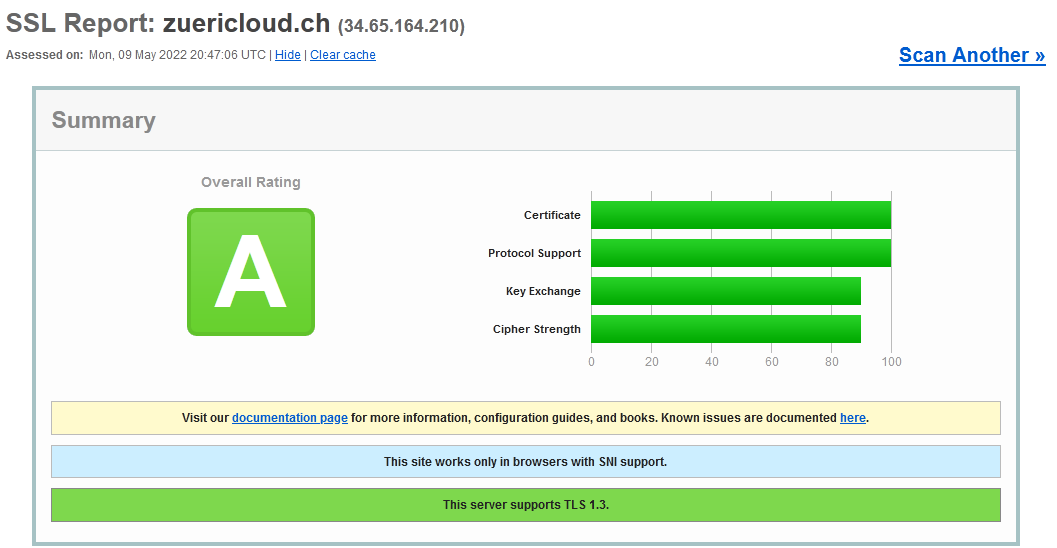 SSL Report: zuericloud.ch (34.65.164.210)
Assessed on: Mon, 09 May 2022 20:47:06 UTC | Hide | Clear cache
Scan Another »
Summary
Overall Rating
A
Certificate
Protocol Support
Key Exchange
Cipher Strength
0 20 40 60 80 100
Visit our documentation page for more information, configuration guides, and books. Known issues are documented here.
This site works only in browsers with SNI support.
This server supports TLS 1.3.